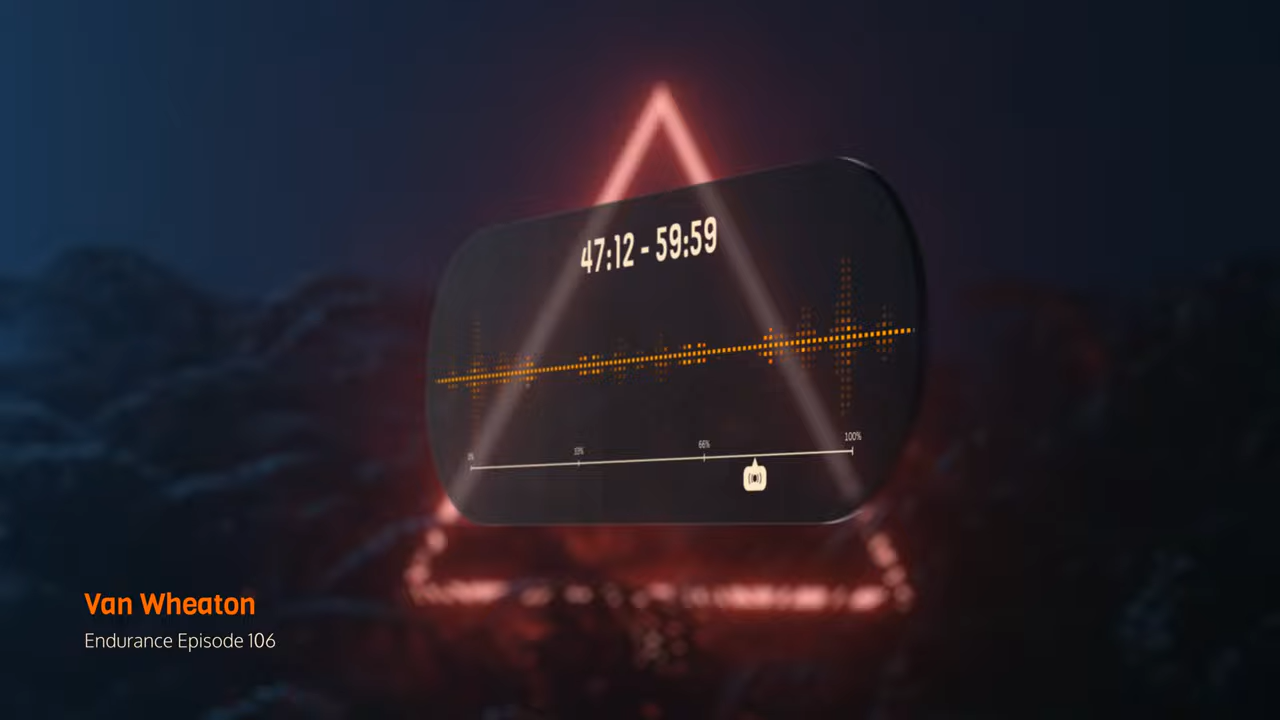 47:12 - 59:59
0%
33%
66%
100%
Van Wheaton
Endurance Episode 106